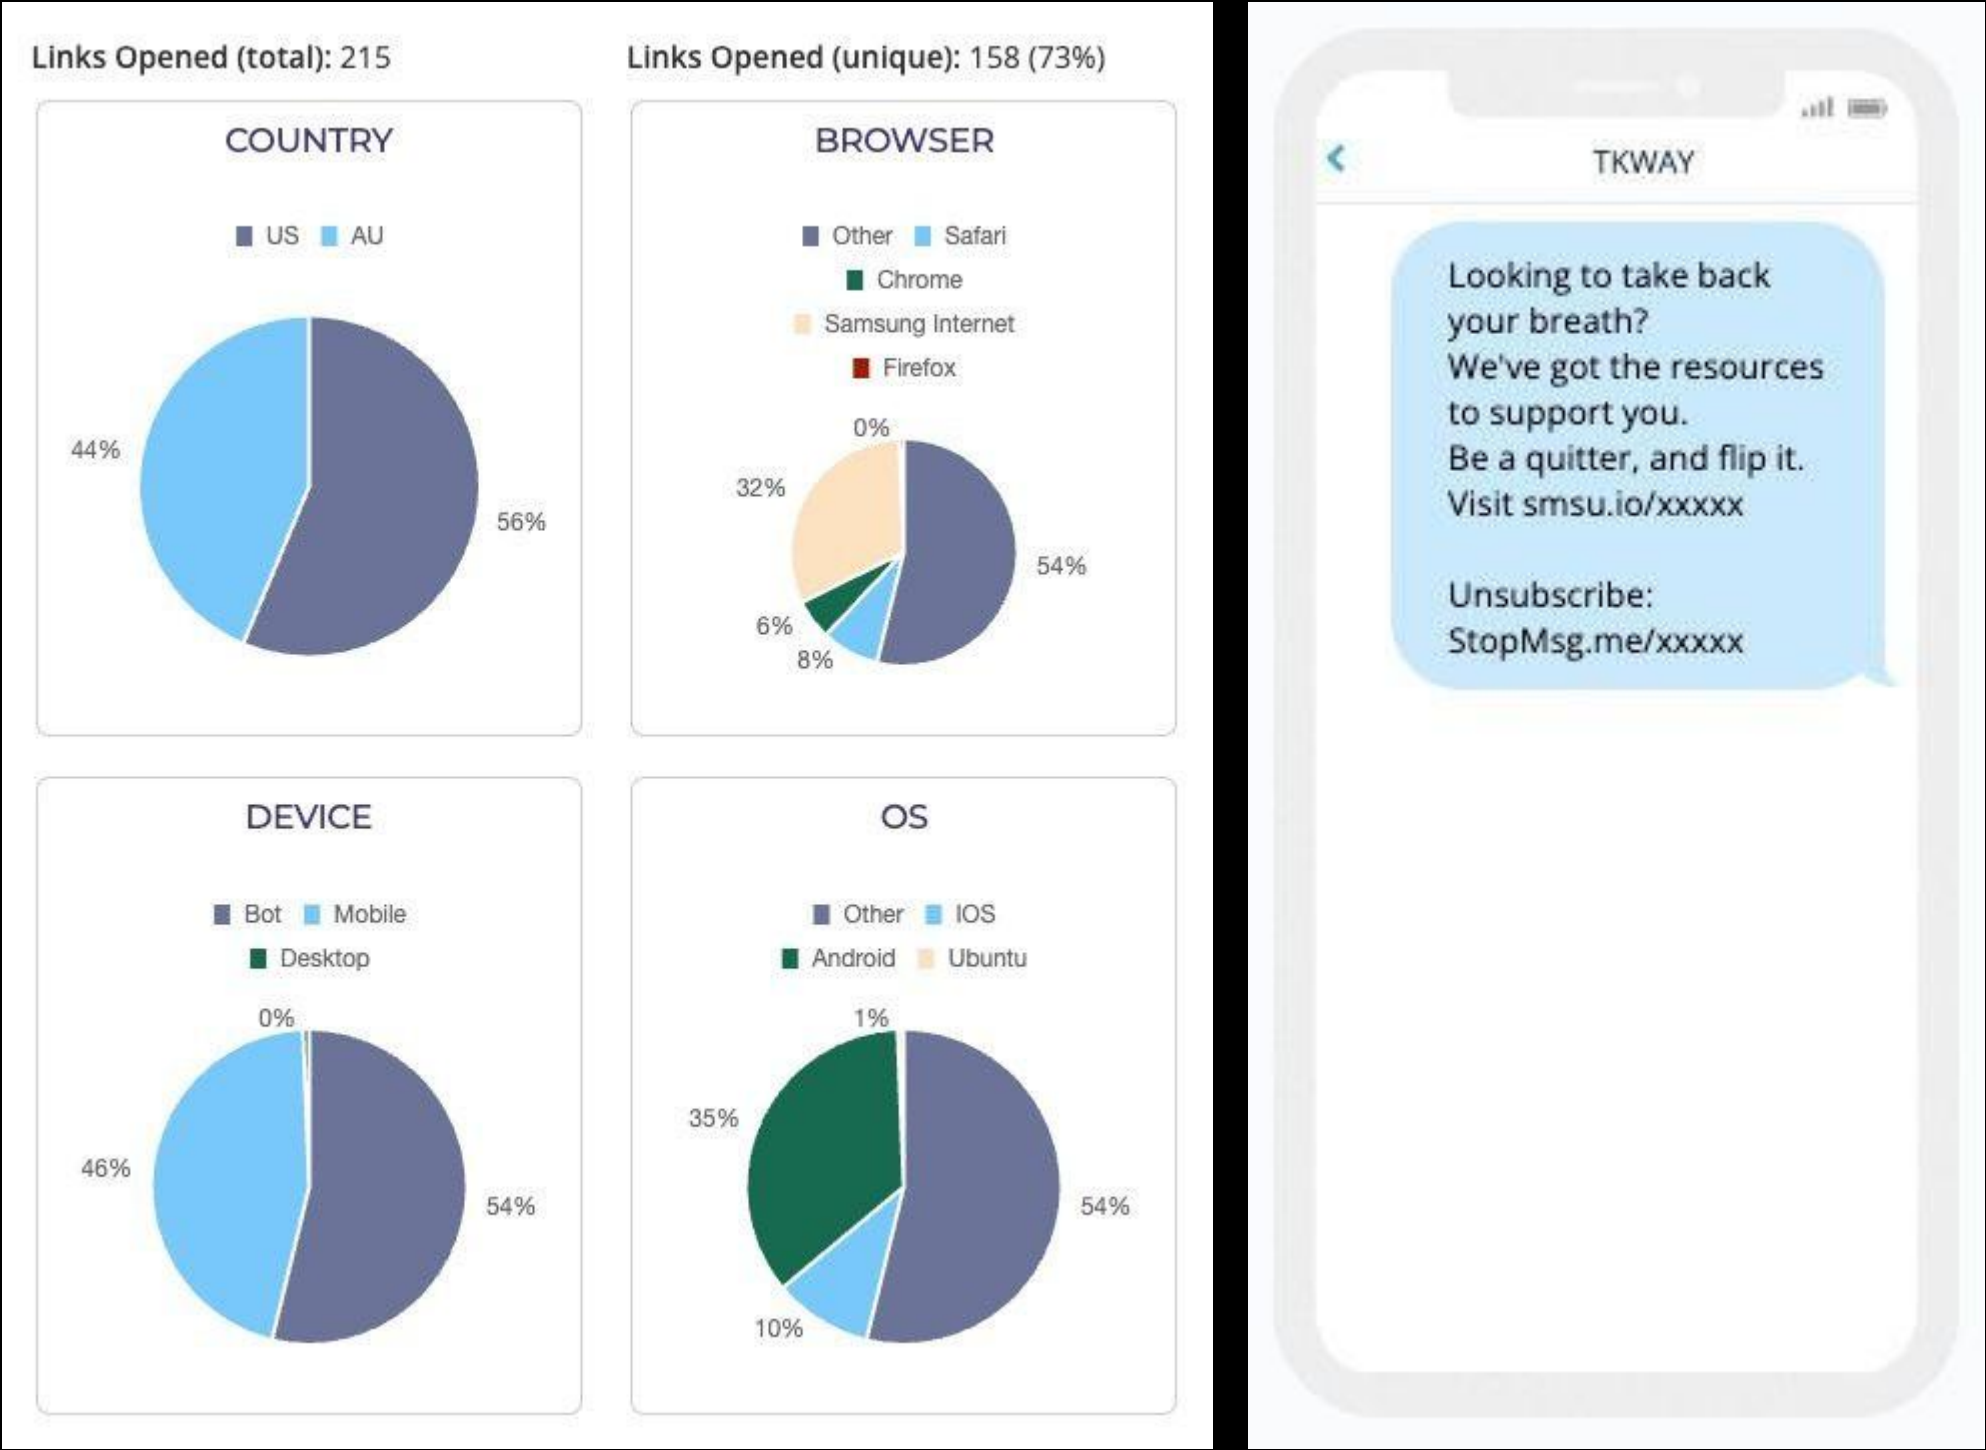 Links Opened (total): 215
Links Opened (unique): 158 (73%)
COUNTRY
US AU
44%
56%
BROWSER
Other Safari
Chrome
Samsung Internet
Firefox
0%
32%
54%
6%
8%
DEVICE
Bot Mobile
Desktop
0%
46%
54%
OS
Other IOS
Android Ubuntu
1%
35%
54%
10%
TKWAY
Looking to take back
your breath?
We've got the resources
to support you.
Be a quitter, and flip it.
Visit smsu.io/xxxxx
Unsubscribe:
StopMsg.me/xxxxx